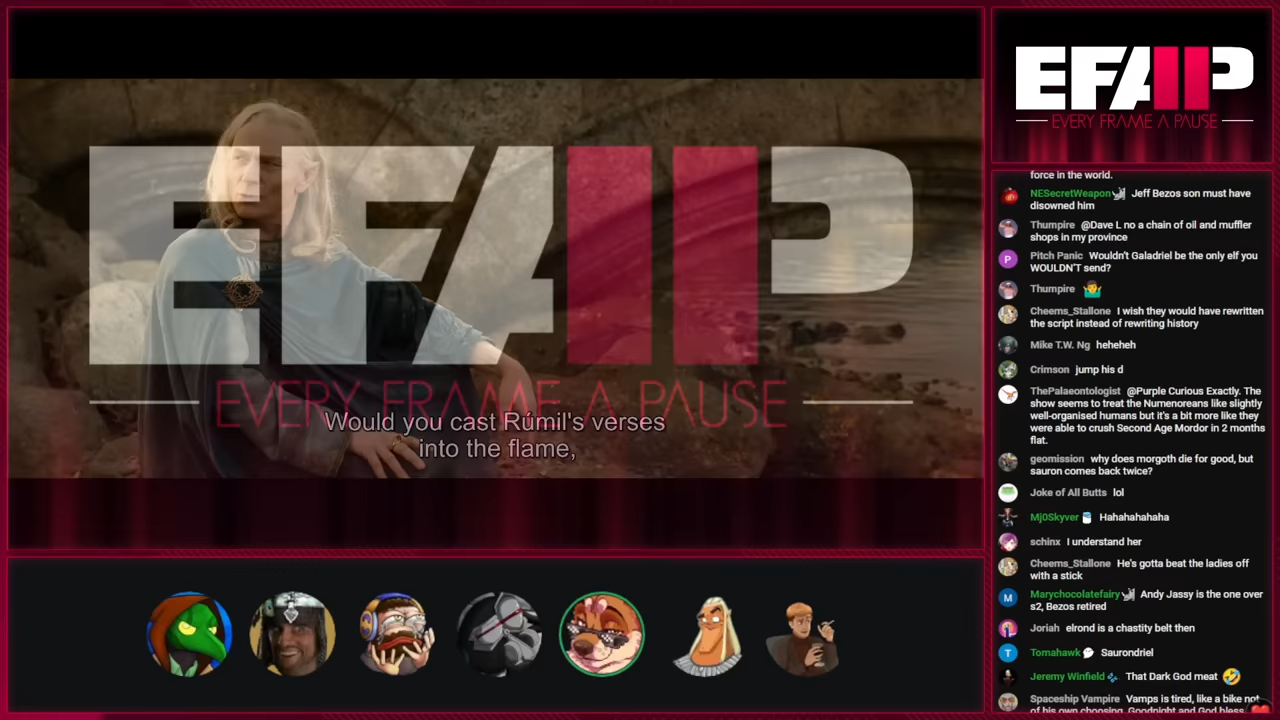 EFAP
EVERY FRAME A PAUSE
Would you cast Rúmil's verses
into the flame,
EFAP
EVERY FRAME A PAUSE
force in the world.
NESecretWeapon Jeff Bezos son must have
disowned him
Thumpire @Dave L no a chain of oil and muffler
shops in my province
P
Pitch Panic Wouldn't Galadriel be the only elf you
WOULDN'T send?
Thumpire
Cheems_Stallone I wish they would have rewritten
the script instead of rewriting history
Mike T.W. Ng heheheh
Crimson jump his d
ThePalaeontologist @Purple Curious Exactly. The
show seems to treat the Numenoreans like slightly
well-organised humans but it's a bit more like they
were able to crush Second Age Mordor in 2 months
flat.
geomission why does morgoth die for good, but
sauron comes back twice?
Joke of All Butts lol
Mj0Skyver Hahahahahaha
schinx I understand her
Cheems_Stallone He's gotta beat the ladies off
with a stick
M
Marychocolatefairy Andy Jassy is the one over
s2, Bezos retired
Joriah elrond is a chastity belt then
T
Tomahawk Saurondriel
Jeremy Winfield That Dark God meat
Spaceship Vampire Vamps is tired, like a bike not
of his own choosing. Goodnight and God bless